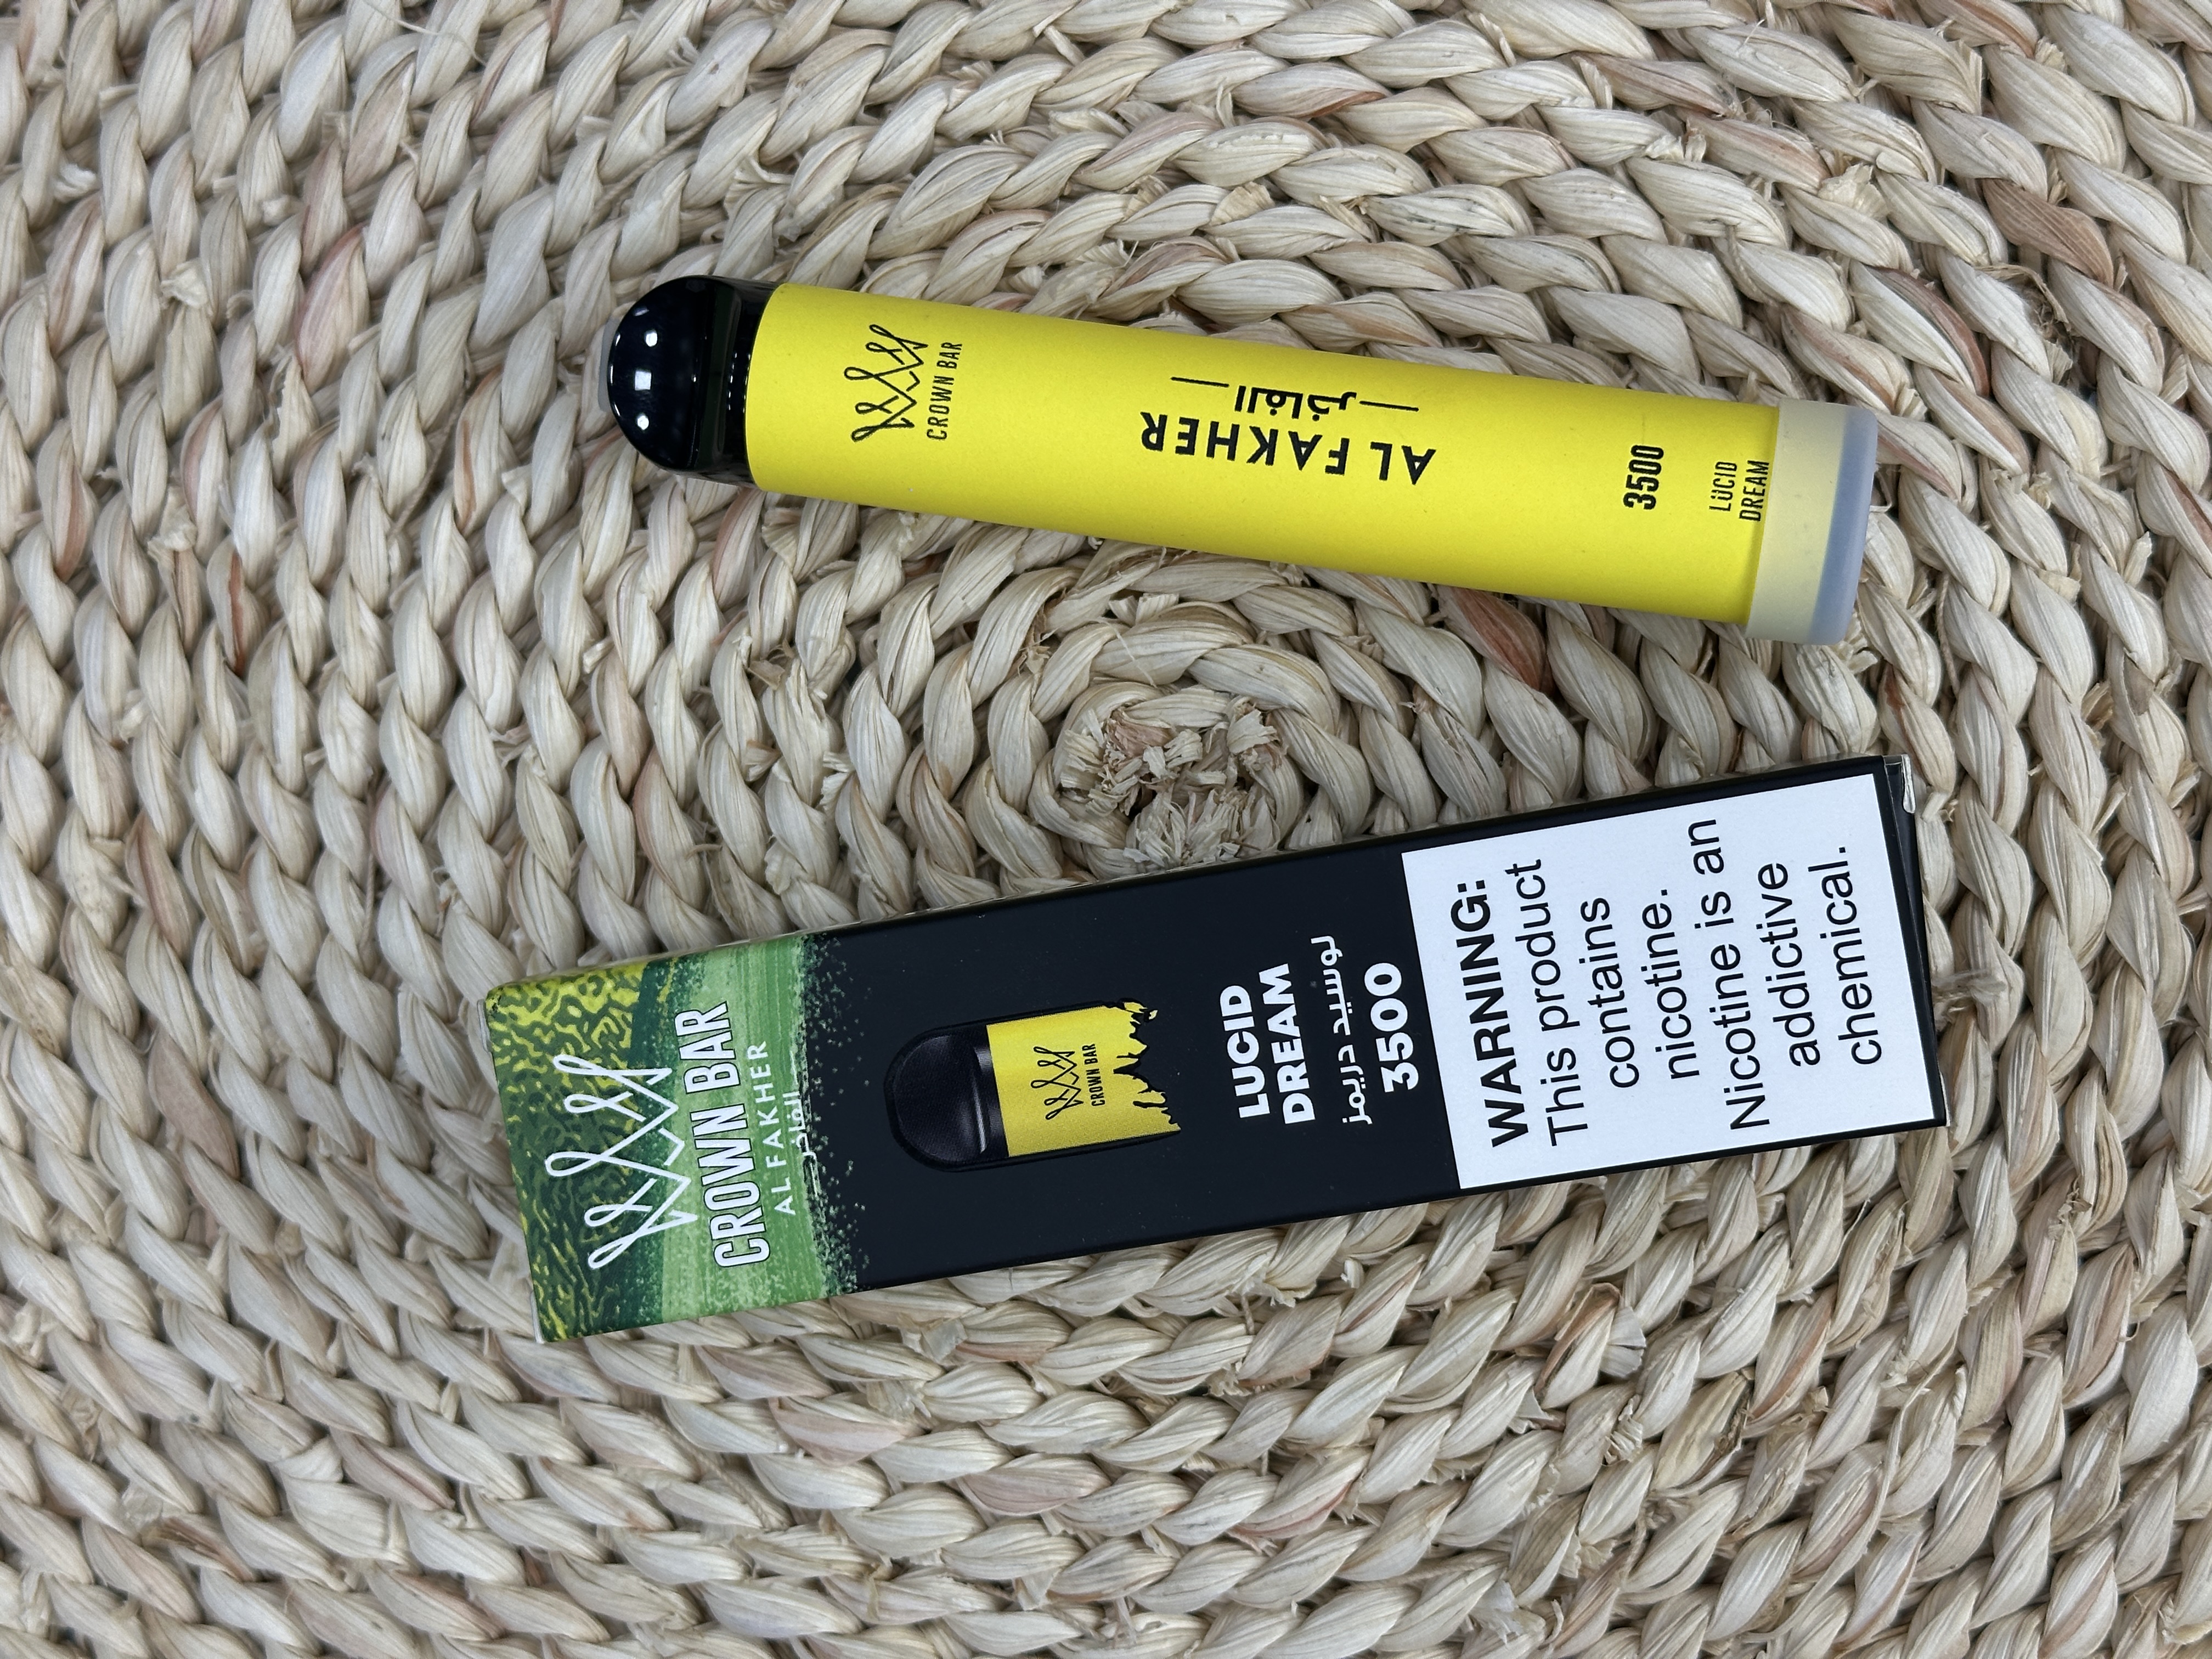 CROWN BAR
الفاخر
AL FAKHER
3500
LUCID
DREAM
CROWN BAR
AL FAKHER
الفاخر
CROWN BAR
LUCID
DREAM
لوسيد دريمز
3500
WARNING:
This product
contains
nicotine.
Nicotine is an
addictive
chemical.